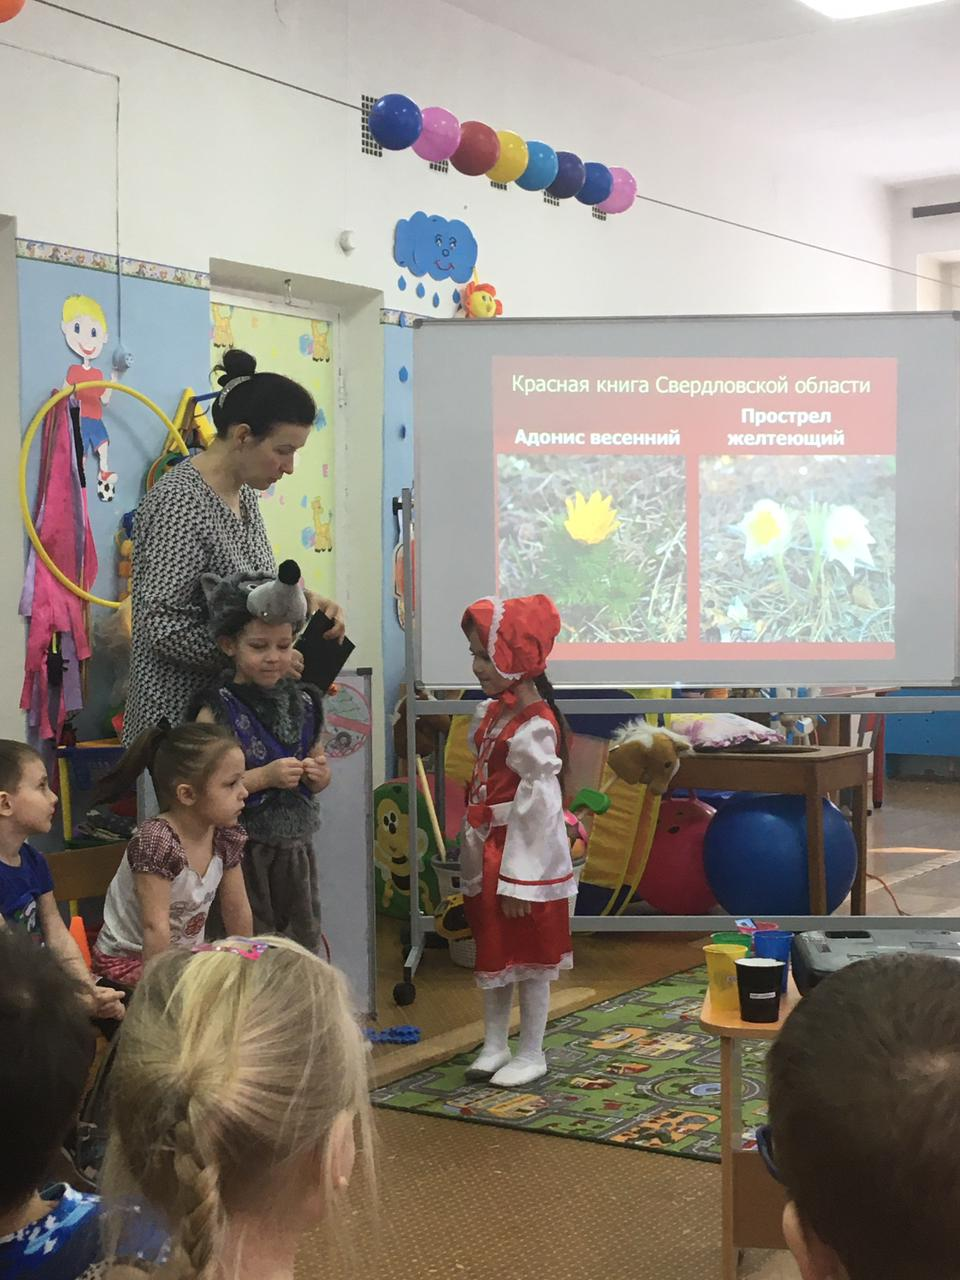 Красная книга Свердловской области
Адонис весенний
Прострел
желтеющий